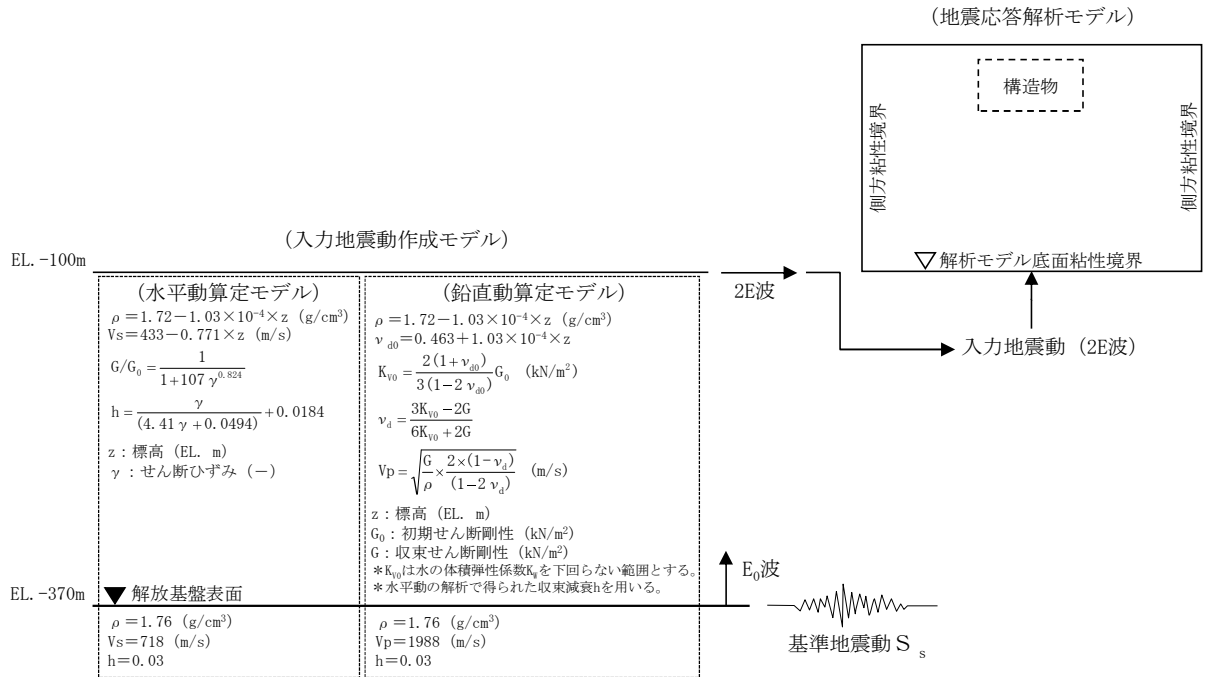 (地震応答解析モデル)
構造物
側方粘性境界
側方粘性境界
▽解析モデル底面粘性境界
(入力地震動作成モデル)
EL.-100m
2E波
入力地震動 (2E波)
(水平動算定モデル)
ρ=1.72-1.03×10⁻⁴×z (g/cm³)
Vs=433-0.771×z (m/s)
G/G₀ = 1 / (1+107γ^0.824)
h = γ / (4.41γ+0.0494) +0.0184
z:標高 (EL. m)
γ:せん断ひずみ (-)
(鉛直動算定モデル)
ρ=1.72-1.03×10⁻⁴×z (g/cm³)
ν_d0=0.463+1.03×10⁻⁴×z
K_V0 = 2(1+ν_d0) / 3(1-2ν_d0) G₀ (kN/m²)
ν_d = (3K_V0-2G) / (6K_V0+2G)
Vp = √(G/ρ × 2×(1-ν_d) / (1-2ν_d)) (m/s)
z:標高 (EL. m)
G₀:初期せん断剛性 (kN/m²)
G:収束せん断剛性 (kN/m²)
*K_V0は水の体積弾性係数K_Wを下回らない範囲とする。
*水平動の解析で得られた収束減衰hを用いる。
E₀波
EL.-370m
▼ 解放基盤表面
ρ=1.76 (g/cm³)
Vs=718 (m/s)
h=0.03
ρ=1.76 (g/cm³)
Vp=1988 (m/s)
h=0.03
基準地震動Ss